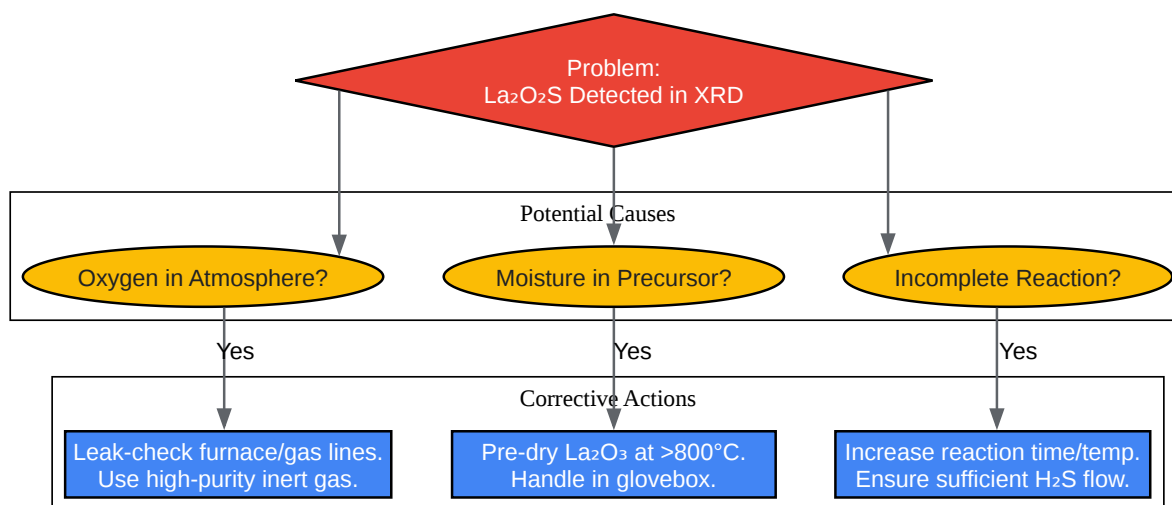 Problem:
La₂O₂S Detected in XRD
Potential Causes
Oxygen in Atmosphere?
Moisture in Precursor?
Incomplete Reaction?
Yes
Yes
Yes
Corrective Actions
Leak-check furnace/gas lines.
Use high-purity inert gas.
Pre-dry La₂O₃ at >800°C.
Handle in glovebox.
Increase reaction time/temp.
Ensure sufficient H₂S flow.